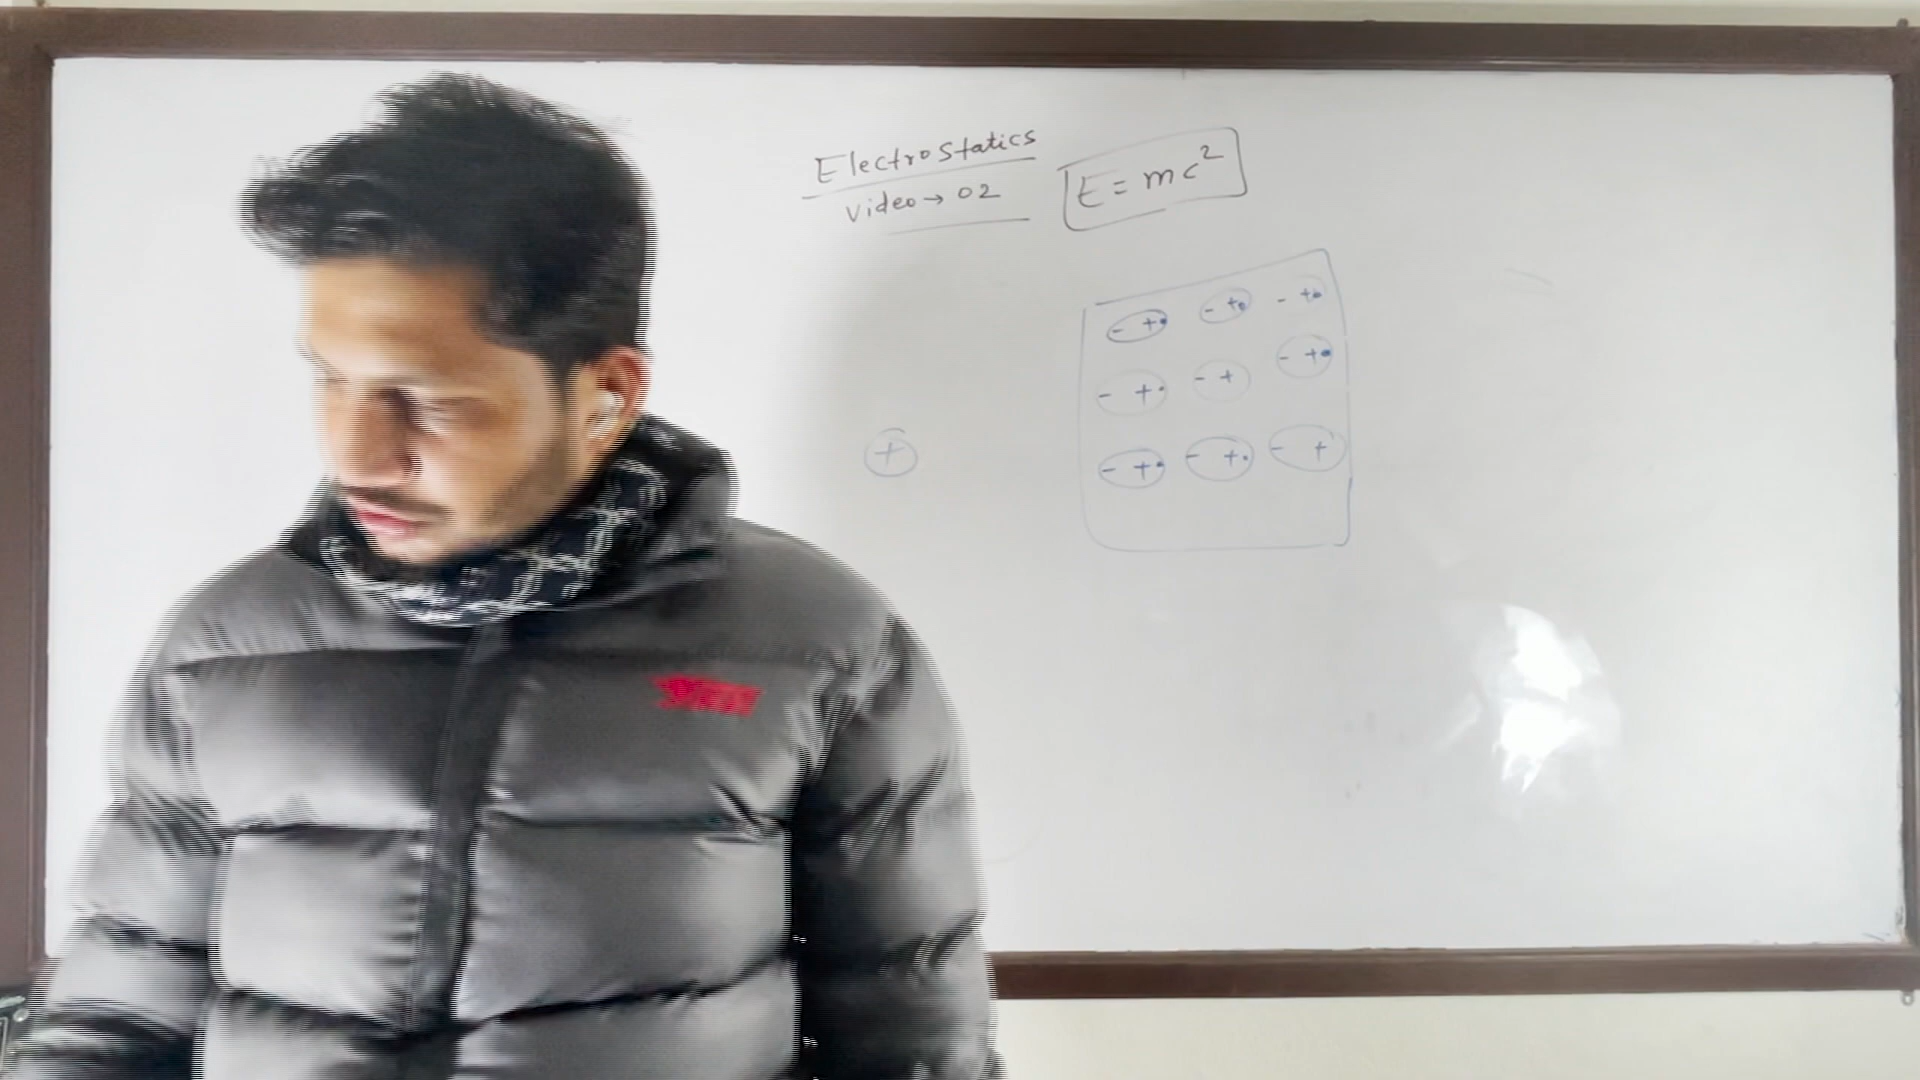 Electrostatics
Video → 02
E = mc²
- + - + - +
- + - + - +
- + - + - +
+